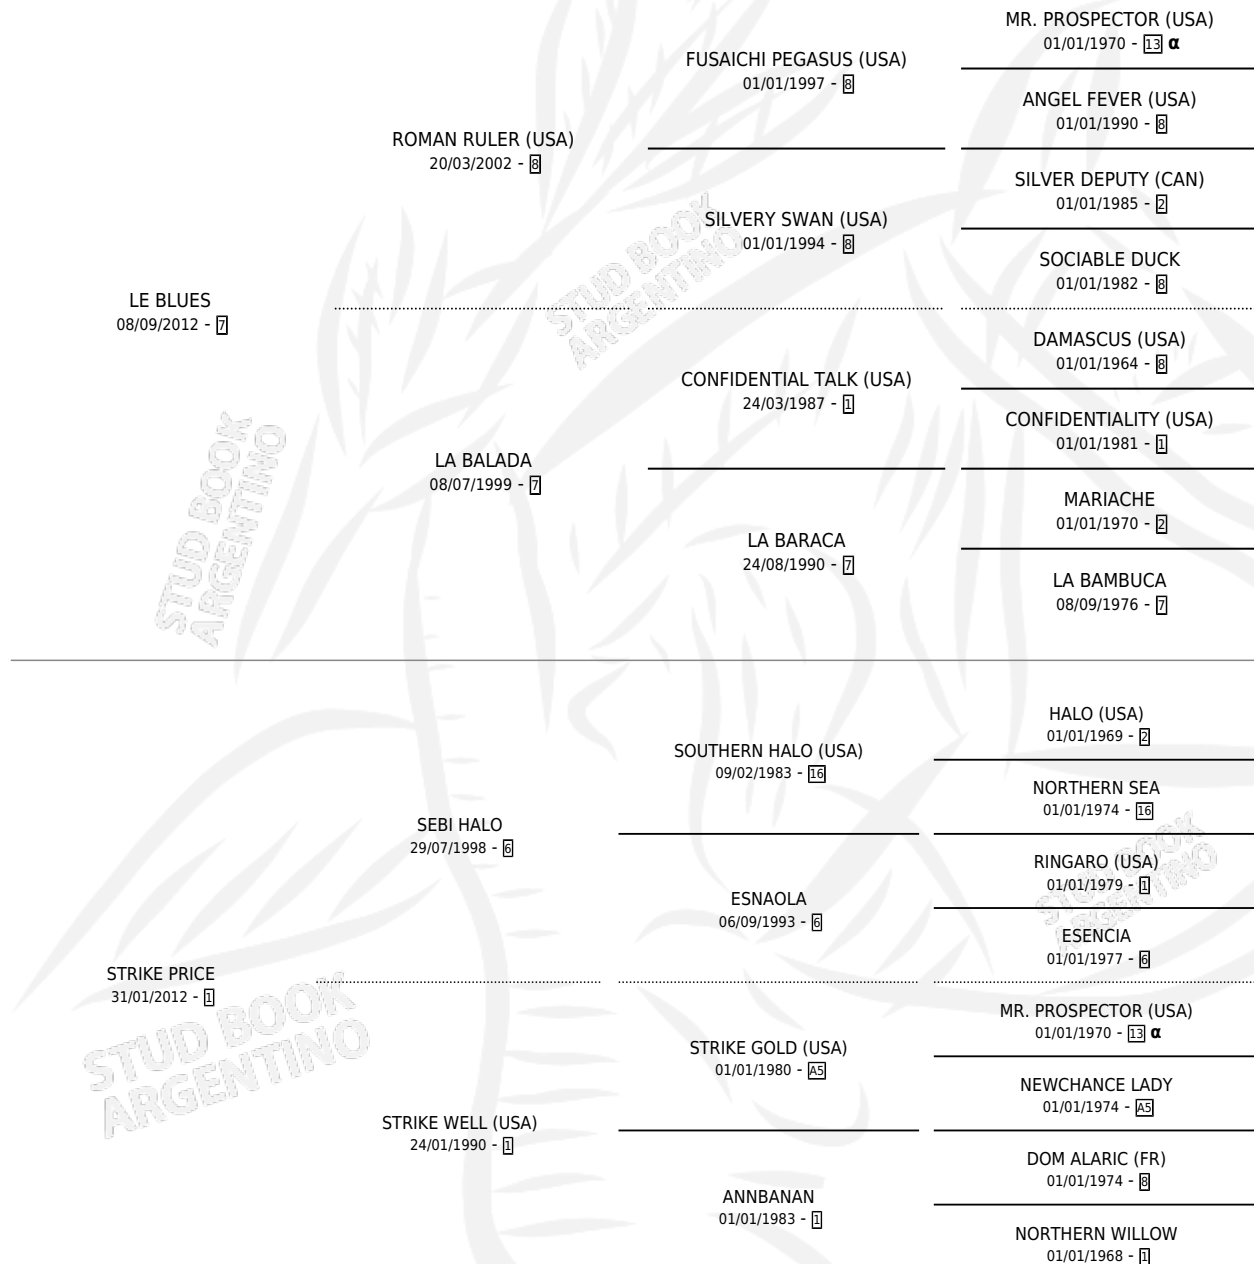 MR. PROSPECTOR (USA)
01/01/1970 - 13 α
FUSAICHI PEGASUS (USA)
01/01/1997 - 8
ANGEL FEVER (USA)
01/01/1990 - 8
ROMAN RULER (USA)
20/03/2002 - 8
SILVER DEPUTY (CAN)
01/01/1985 - 2
SILVERY SWAN (USA)
01/01/1994 - 8
SOCIABLE DUCK
01/01/1982 - 8
LE BLUES
08/09/2012 - 7
DAMASCUS (USA)
01/01/1964 - 8
CONFIDENTIAL TALK (USA)
24/03/1987 - 1
CONFIDENTIALITY (USA)
01/01/1981 - 1
LA BALADA
08/07/1999 - 7
MARIACHE
01/01/1970 - 2
LA BARACA
24/08/1990 - 7
LA BAMBUCA
08/09/1976 - 7
HALO (USA)
01/01/1969 - 2
SOUTHERN HALO (USA)
09/02/1983 - 16
NORTHERN SEA
01/01/1974 - 16
SEBI HALO
29/07/1998 - 6
RINGARO (USA)
01/01/1979 - 1
ESNAOLA
06/09/1993 - 6
ESENCIA
01/01/1977 - 6
STRIKE PRICE
31/01/2012 - 1
MR. PROSPECTOR (USA)
01/01/1970 - 13 α
STRIKE GOLD (USA)
01/01/1980 - A5
NEWCHANCE LADY
01/01/1974 - A5
STRIKE WELL (USA)
24/01/1990 - 1
DOM ALARIC (FR)
01/01/1974 - 8
ANNBANAN
01/01/1983 - 1
NORTHERN WILLOW
01/01/1968 - 1
STUD BOOK
ARGENTINO
STUD BOOK
ARGENTINO
STUD BOOK
ARGENTINO
STUD BOOK
ARGENTINO